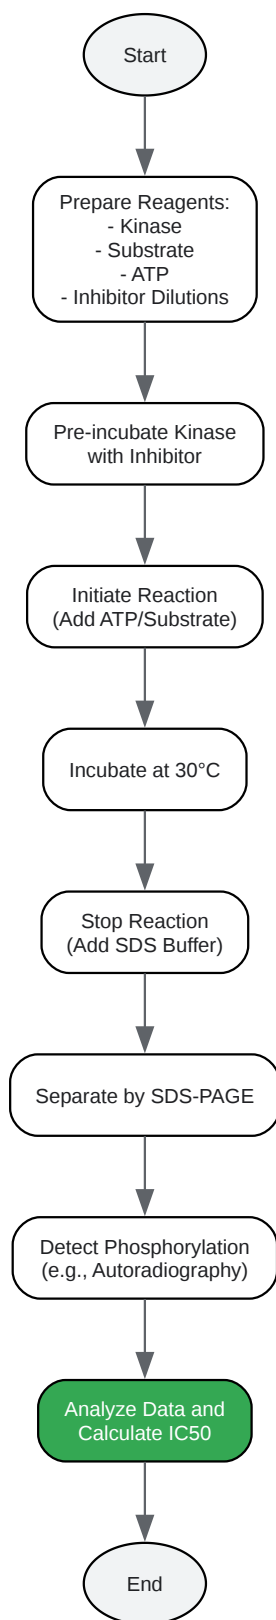 Start
Prepare Reagents:
- Kinase
- Substrate
- ATP
- Inhibitor Dilutions
Pre-incubate Kinase
with Inhibitor
Initiate Reaction
(Add ATP/Substrate)
Incubate at 30°C
Stop Reaction
(Add SDS Buffer)
Separate by SDS-PAGE
Detect Phosphorylation
(e.g., Autoradiography)
Analyze Data and
Calculate IC50
End